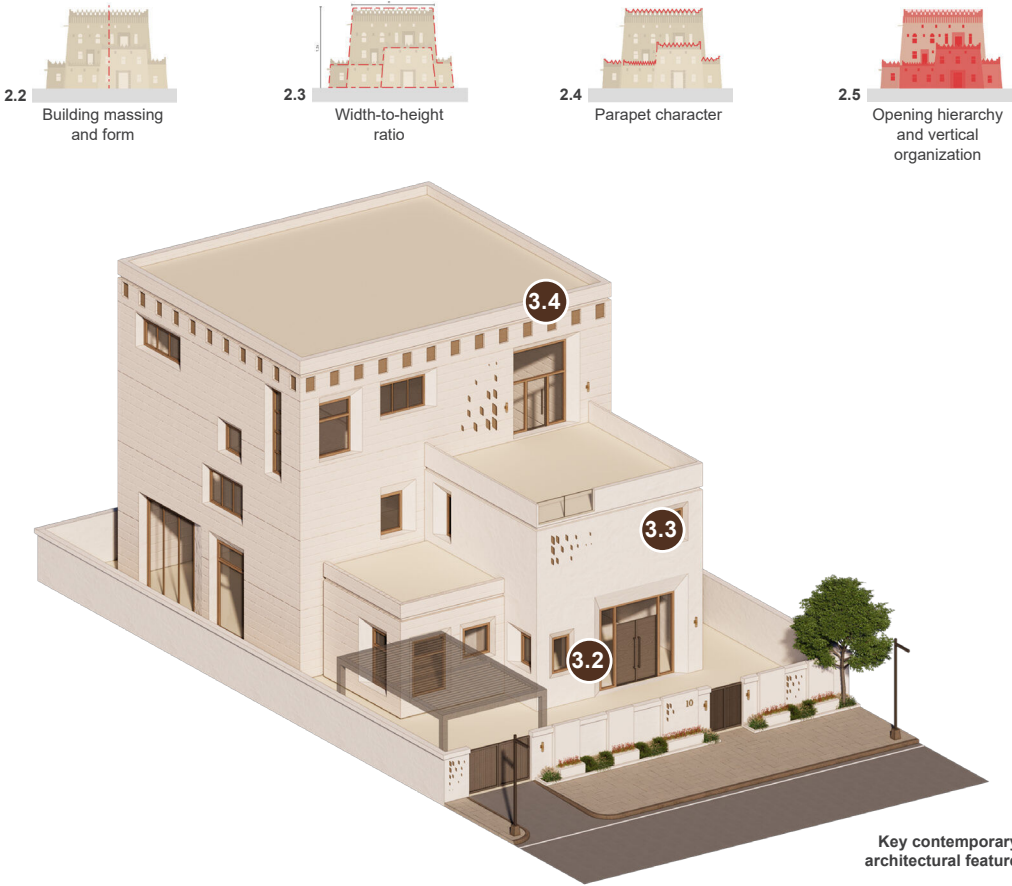 2.2
Building massing
and form
2.3
Width-to-height
ratio
2.4
Parapet character
2.5
Opening hierarchy
and vertical
organization
3.4
3.3
3.2
10
Key contemporary
architectural feature